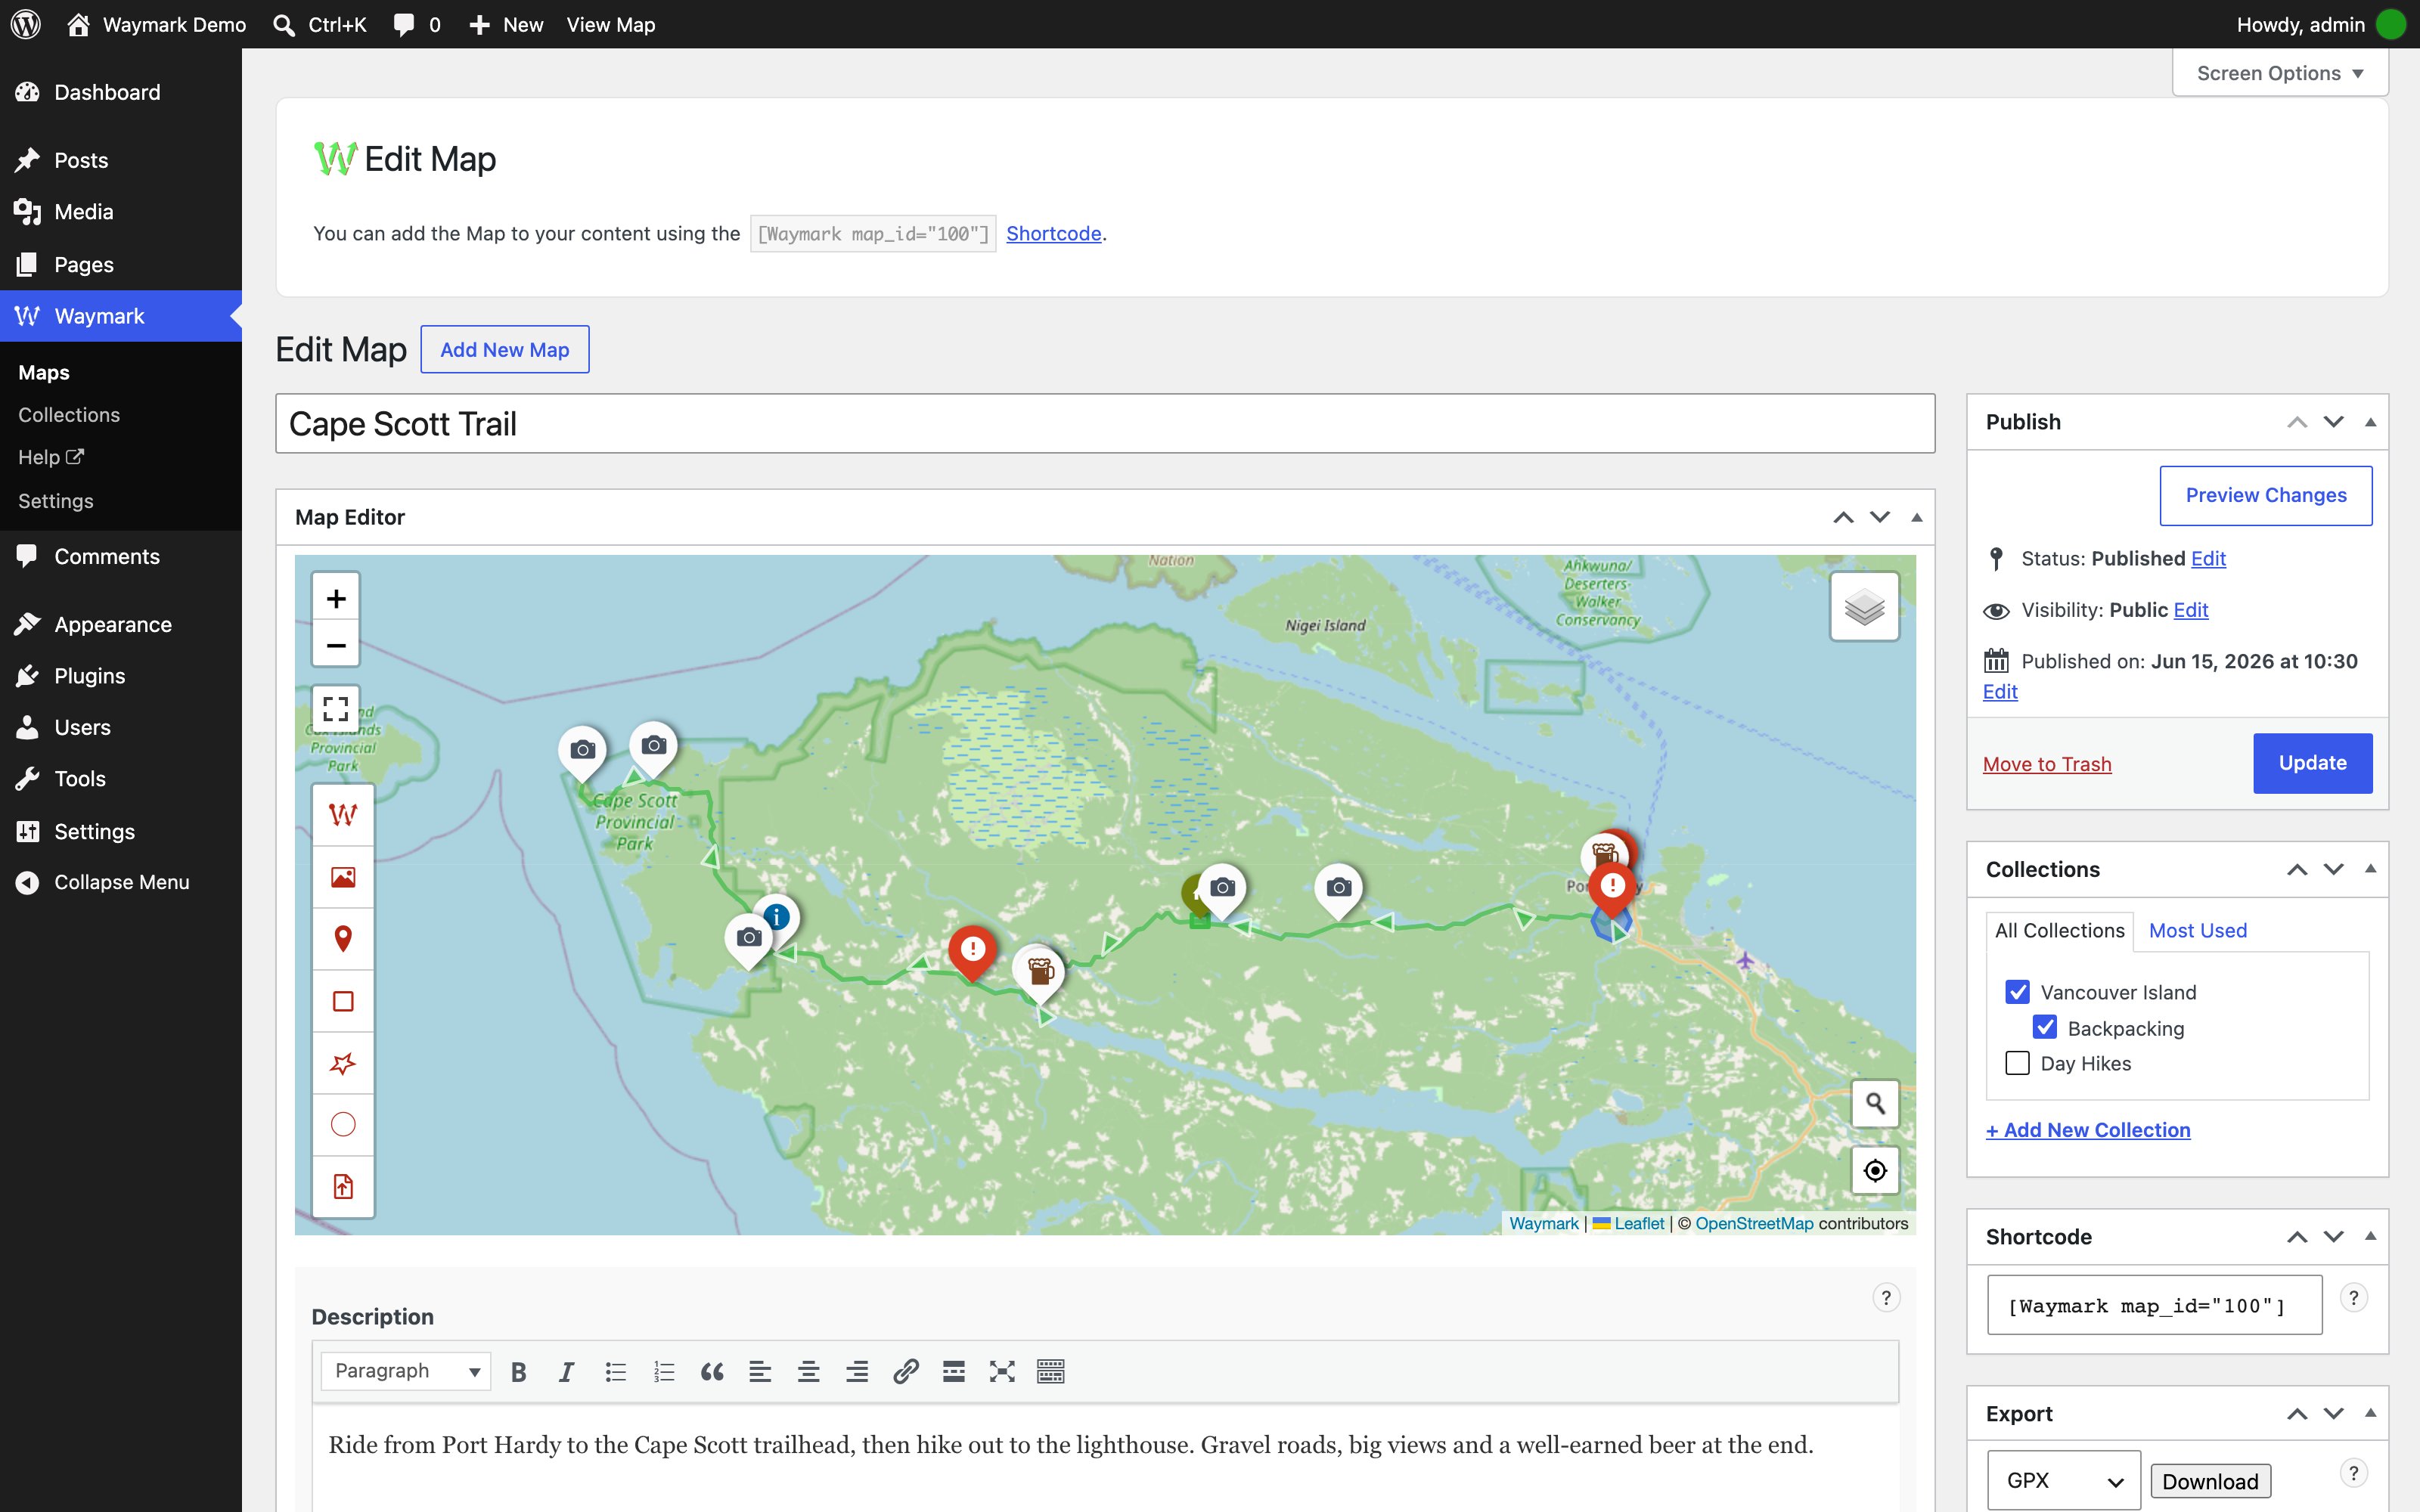 Waymark Demo Ctrl+K 0 New View Map Howdy, admin
Screen Options
Dashboard
Posts
Media
Pages
Waymark
Maps
Collections
Help
Settings
Comments
Appearance
Plugins
Users
Tools
Settings
Collapse Menu
Edit Map
You can add the Map to your content using the [Waymark map_id="100"] Shortcode.
Edit Map Add New Map
Cape Scott Trail
Map Editor
+
−
Nation
Ahkwuna/
Deserters-
Walker
Conservancy
Nigei Island
Provincial
Park
Cape Scott
Provincial
Park
Waymark | Leaflet | © OpenStreetMap contributors
Description
?
Paragraph B I
Ride from Port Hardy to the Cape Scott trailhead, then hike out to the lighthouse. Gravel roads, big views and a well-earned beer at the end.
Publish
Preview Changes
Status: Published Edit
Visibility: Public Edit
Published on: Jun 15, 2026 at 10:30
Edit
Move to Trash Update
Collections
All Collections Most Used
Vancouver Island
Backpacking
Day Hikes
+ Add New Collection
Shortcode
[Waymark map_id="100"] ?
Export
GPX Download ?